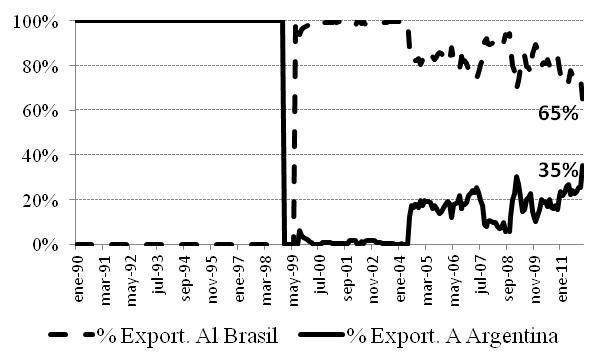 100%
80%
60%
40%
20%
0%
65%
35%
ene-90
mar-91
may-92
jul-93
sep-94
nov-95
ene-97
mar-98
may-99
jul-00
sep-01
nov-02
ene-04
mar-05
may-06
jul-07
sep-08
nov-09
ene-11
% Export. Al Brasil
% Export. A Argentina